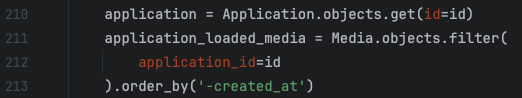 210 application = Application.objects.get(id=id)
211 application_loaded_media = Media.objects.filter(
212 application_id=id
213 ).order_by('-created_at')